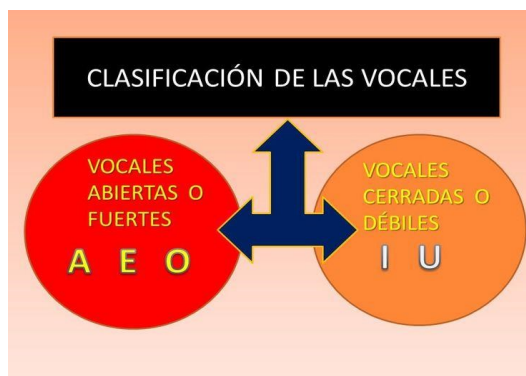 CLASIFICACIÓN DE LAS VOCALES
VOCALES
ABIERTAS O
FUERTES
A E O
VOCALES
CERRADAS O
DÉBILES
I U